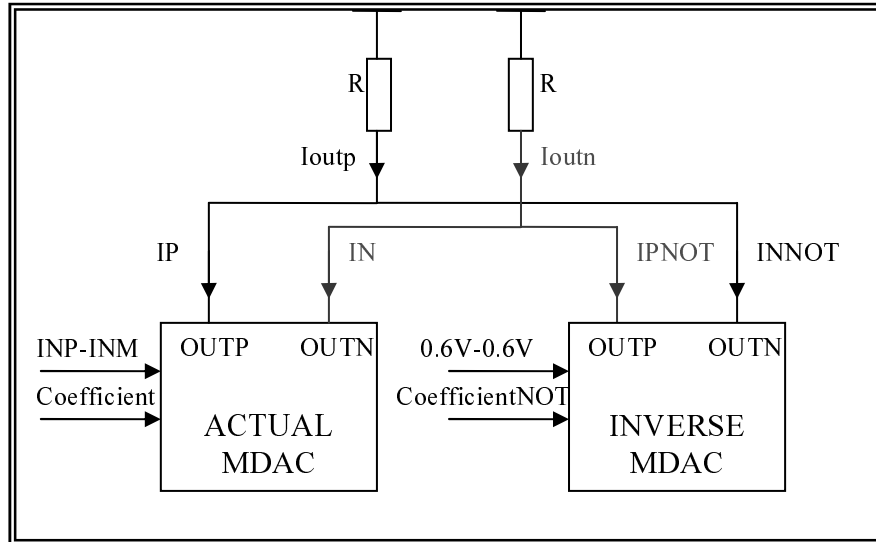 R R
Ioutp Ioutn
IP IN IPNOT INNOT
INP-INM OUTP OUTN 0.6V-0.6V OUTP OUTN
Coefficient CoefficientNOT
ACTUAL INVERSE
MDAC MDAC